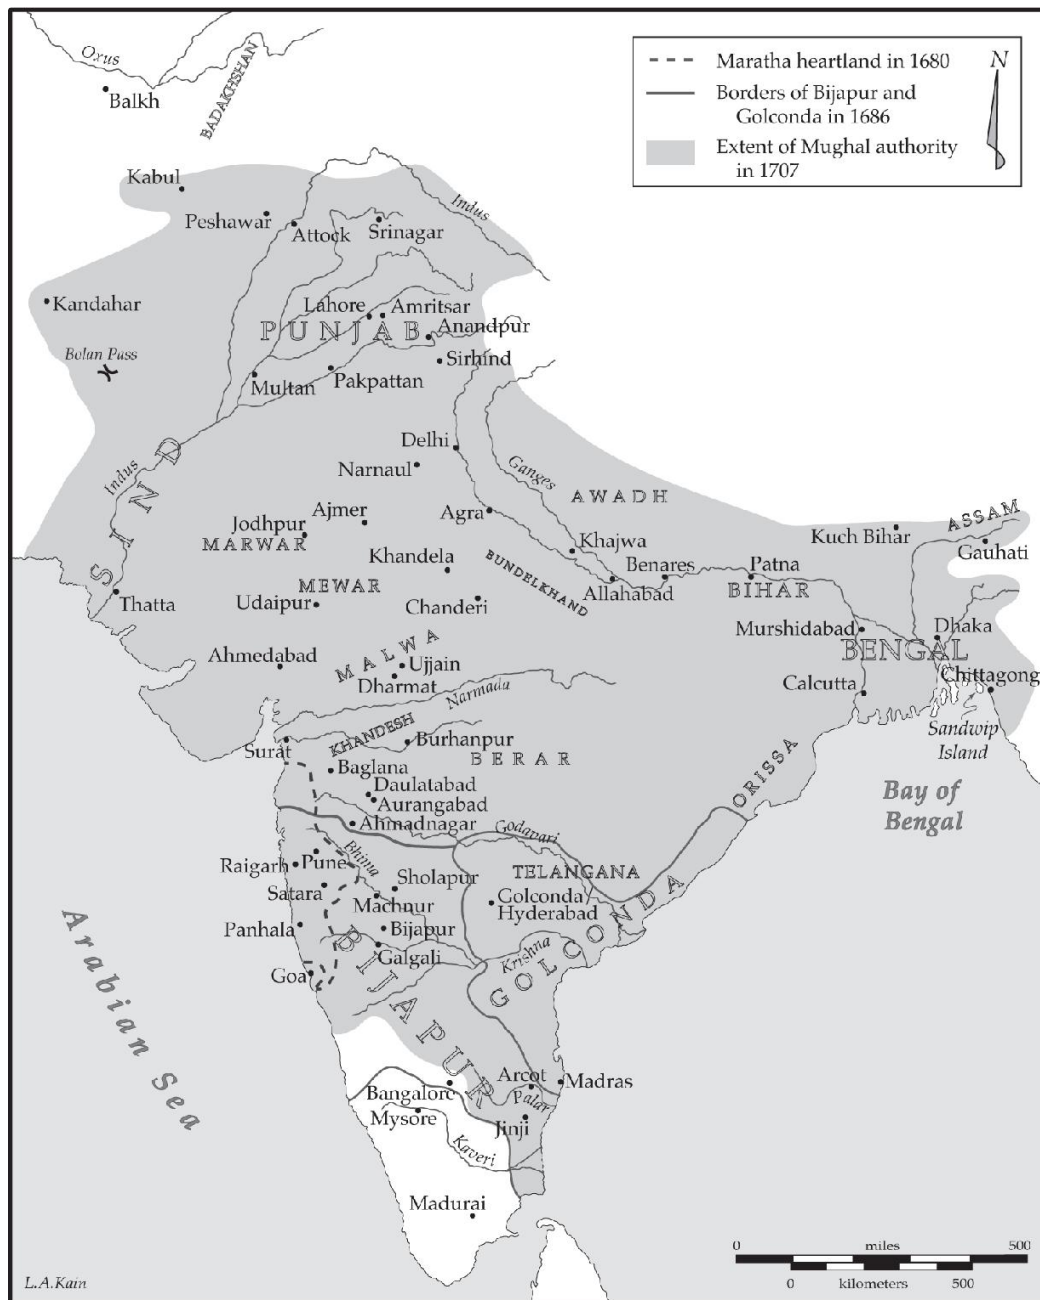 Oxus
Balkh
BADAKHSHAN
Maratha heartland in 1680
Borders of Bijapur and
Golconda in 1686
Extent of Mughal authority
in 1707
N
Kabul
Peshawar
Attock
Srinagar
Indus
Kandahar
Lahore
Amritsar
PUNJAB
Anandpur
Bolan Pass
Sirhind
Multan
Pakpattan
Delhi
Narnaul
Ganges
AWADH
Indus
SIND
Ajmer
Agra
Jodhpur
MARWAR
Khandela
Khajwa
Kuch Bihar
ASSAM
Gauhati
BUNDELKHAND
Benares
Patna
Allahabad
BIHAR
Thatta
MEWAR
Udaipur
Chanderi
Murshidabad
Dhaka
BENGAL
Ahmedabad
MALWA
Ujjain
Dharmat
Narmada
Calcutta
Chittagong
Sandwip
Island
Surat
KHANDESH
Burhanpur
BERAR
Baglana
Daulatabad
Aurangabad
Ahmadnagar
Godavari
ORISSA
Bay of
Bengal
Raigarh
Pune
Bhima
TELANGANA
Satara
Sholapur
Golconda
Hyderabad
Machnur
Panhala
Bijapur
Galgali
Krishna
GOLCONDA
Goa
BIJAPUR
Arabian Sea
Arcot
Madras
Bangalore
Palar
Mysore
Jinji
Kaveri
Madurai
0 miles 500
0 kilometers 500
L.A.Kain